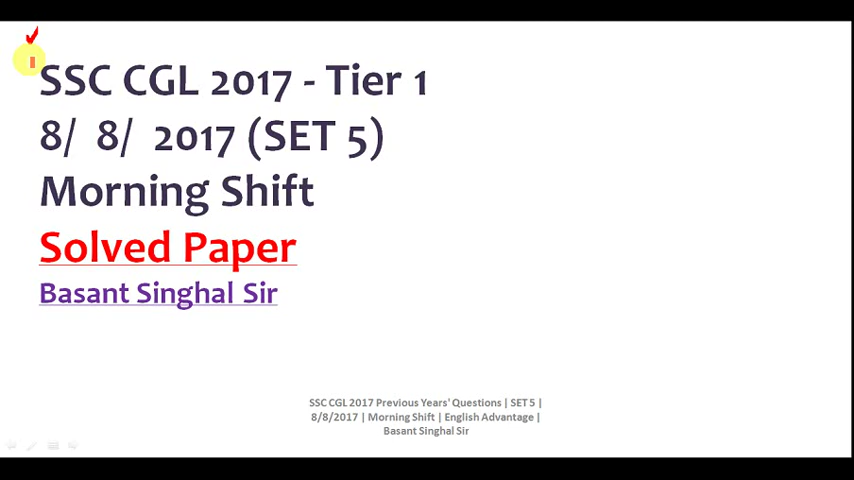 SSC CGL 2017 - Tier 1
8/ 8/ 2017 (SET 5)
Morning Shift
Solved Paper
Basant Singhal Sir
SSC CGL 2017 Previous Years' Questions | SET 5 |
8/8/2017 | Morning Shift | English Advantage |
Basant Singhal Sir